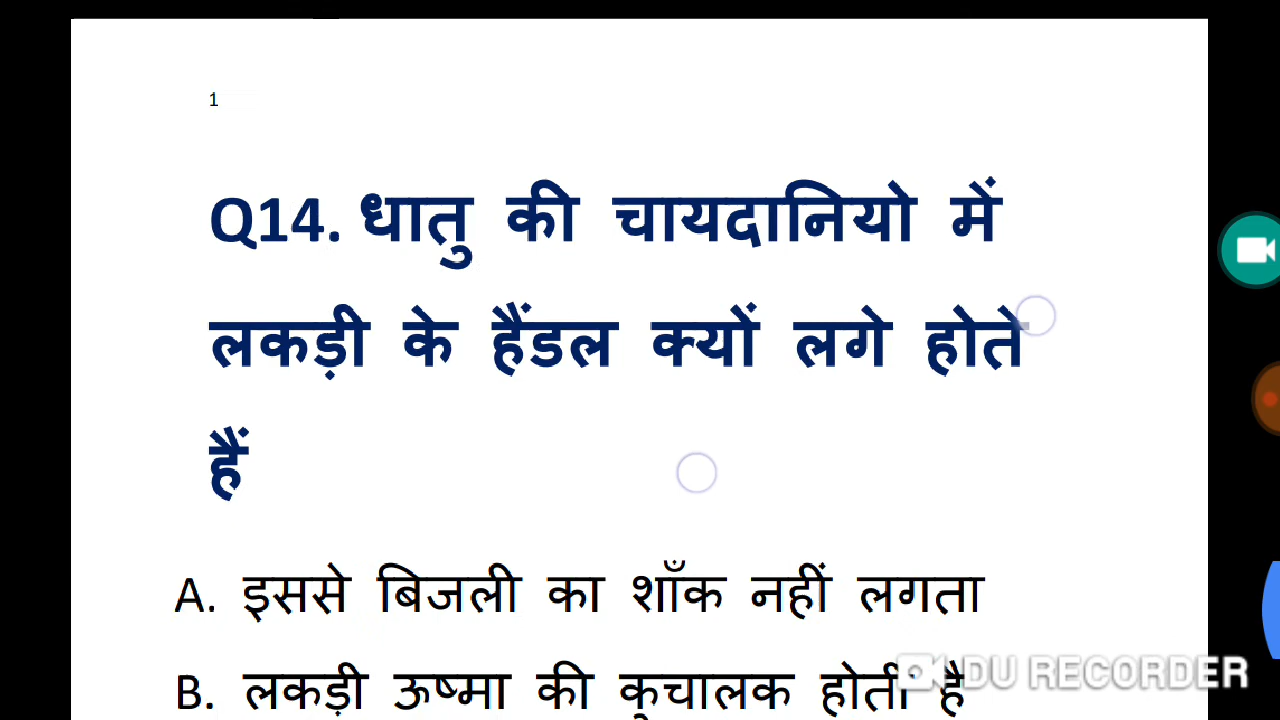 1
Q14. धातु की चायदानियो में
लकड़ी के हैंडल क्यों लगे होते
हैं
A. इससे बिजली का शाँक नहीं लगता
B. लकड़ी ऊष्मा की कुचालक होती है
DU RECORDER